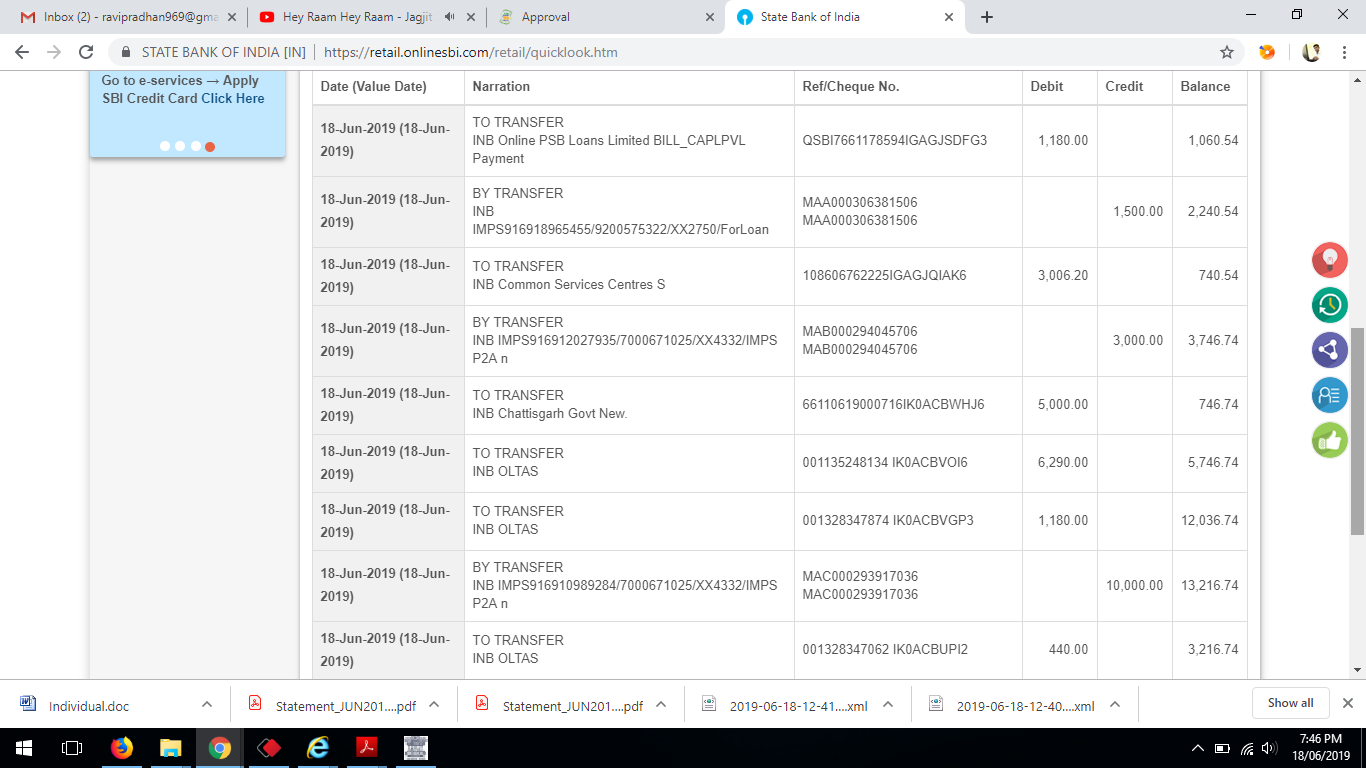 Inbox (2) - ravipradhan969@gma
Hey Raam Hey Raam - Jagjit
Approval
State Bank of India
STATE BANK OF INDIA [IN]
https://retail.onlinesbi.com/retail/quicklook.htm
Go to e-services → Apply
SBI Credit Card Click Here
Date (Value Date) Narration Ref/Cheque No. Debit Credit Balance
18-Jun-2019 (18-Jun-
2019)
TO TRANSFER
INB Online PSB Loans Limited BILL_CAPLPVL
Payment
QSBI7661178594IGAGJSDFG3
1,180.00
1,060.54
18-Jun-2019 (18-Jun-
2019)
BY TRANSFER
INB
IMPS916918965455/9200575322/XX2750/ForLoan
MAA000306381506
MAA000306381506
1,500.00
2,240.54
18-Jun-2019 (18-Jun-
2019)
TO TRANSFER
INB Common Services Centres S
108606762225IGAGJQIAK6
3,006.20
740.54
18-Jun-2019 (18-Jun-
2019)
BY TRANSFER
INB IMPS916912027935/7000671025/XX4332/IMPS
P2A n
MAB000294045706
MAB000294045706
3,000.00
3,746.74
18-Jun-2019 (18-Jun-
2019)
TO TRANSFER
INB Chattisgarh Govt New.
66110619000716IK0ACBWHJ6
5,000.00
746.74
18-Jun-2019 (18-Jun-
2019)
TO TRANSFER
INB OLTAS
001135248134 IK0ACBVOI6
6,290.00
5,746.74
18-Jun-2019 (18-Jun-
2019)
TO TRANSFER
INB OLTAS
001328347874 IK0ACBVGP3
1,180.00
12,036.74
18-Jun-2019 (18-Jun-
2019)
BY TRANSFER
INB IMPS916910989284/7000671025/XX4332/IMPS
P2A n
MAC000293917036
MAC000293917036
10,000.00
13,216.74
18-Jun-2019 (18-Jun-
2019)
TO TRANSFER
INB OLTAS
001328347062 IK0ACBUPI2
440.00
3,216.74
Individual.doc
Statement_JUN201....pdf
Statement_JUN201....pdf
2019-06-18-12-41....xml
2019-06-18-12-40....xml
Show all
7:46 PM
18/06/2019